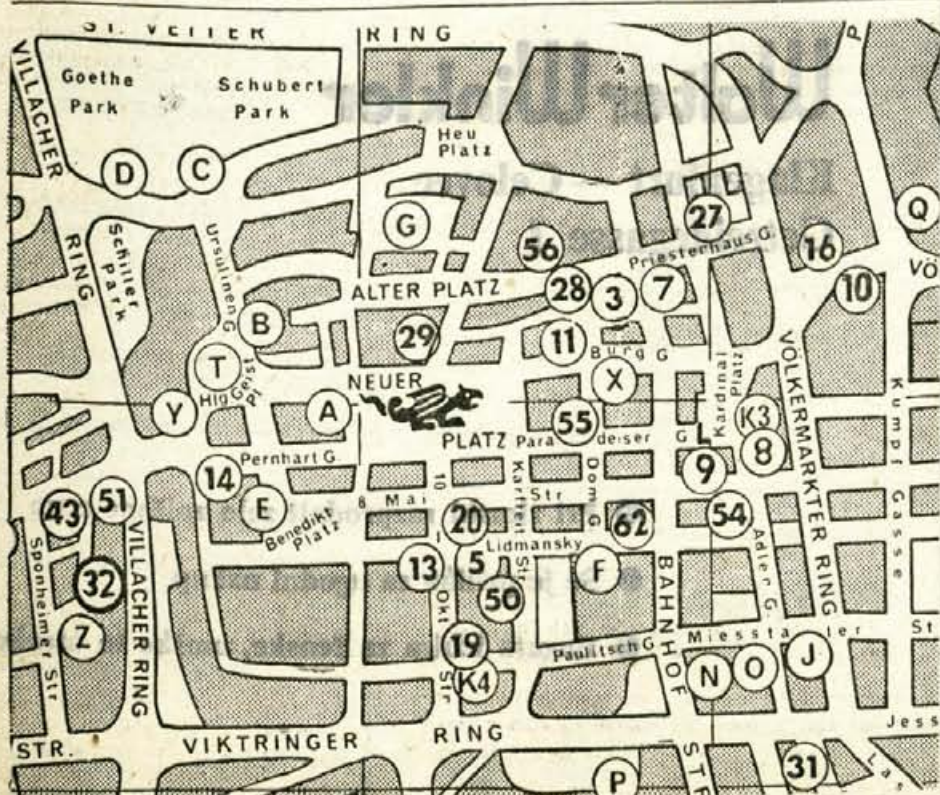 ST. VEITER RING
VILLACHER
RING
Goethe
Park
Schubert
Park
Heu
Platz
P
D
C
G
27
Q
Schiller
Park
Ursulinen G
56
Priesterhaus G.
16
VÖ
ALTER PLATZ
28
3
7
10
B
29
11
Burg G
T
Hlg Geist Pl
NEUER
PLATZ
X
Kardinal
Platz
VÖLKERMARKTER RING
Kumpf Gasse
Y
A
55
K3
Paradeiser G
8
9
14
Pernhart G.
E
Benedikt
Platz
8 Mai Str
10 Okt Str
Karfreit Str
Dom G
43
51
20
62
54
Adler G
Sponheimer Str
VILLACHER RING
32
13
5
Lidmansky
F
50
BAHNHOF STR
Z
19
Miesstaler St
Paulitsch G
K4
N
O
J
STR.
VIKTRINGER RING
Jess
P
31
Las